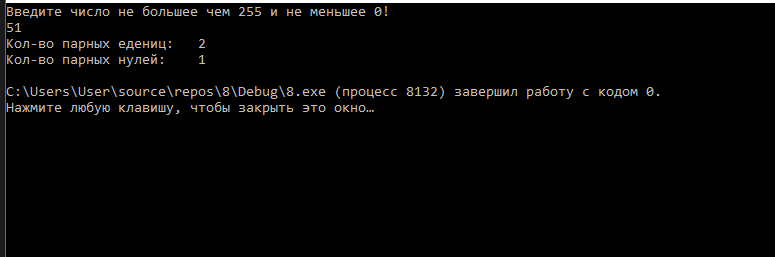 Введите число не большее чем 255 и не меньшее 0!
51
Кол-во парных едениц:   2
Кол-во парных нулей:    1
C:\Users\User\source\repos\8\Debug\8.exe (процесс 8132) завершил работу с кодом 0.
Нажмите любую клавишу, чтобы закрыть это окно…